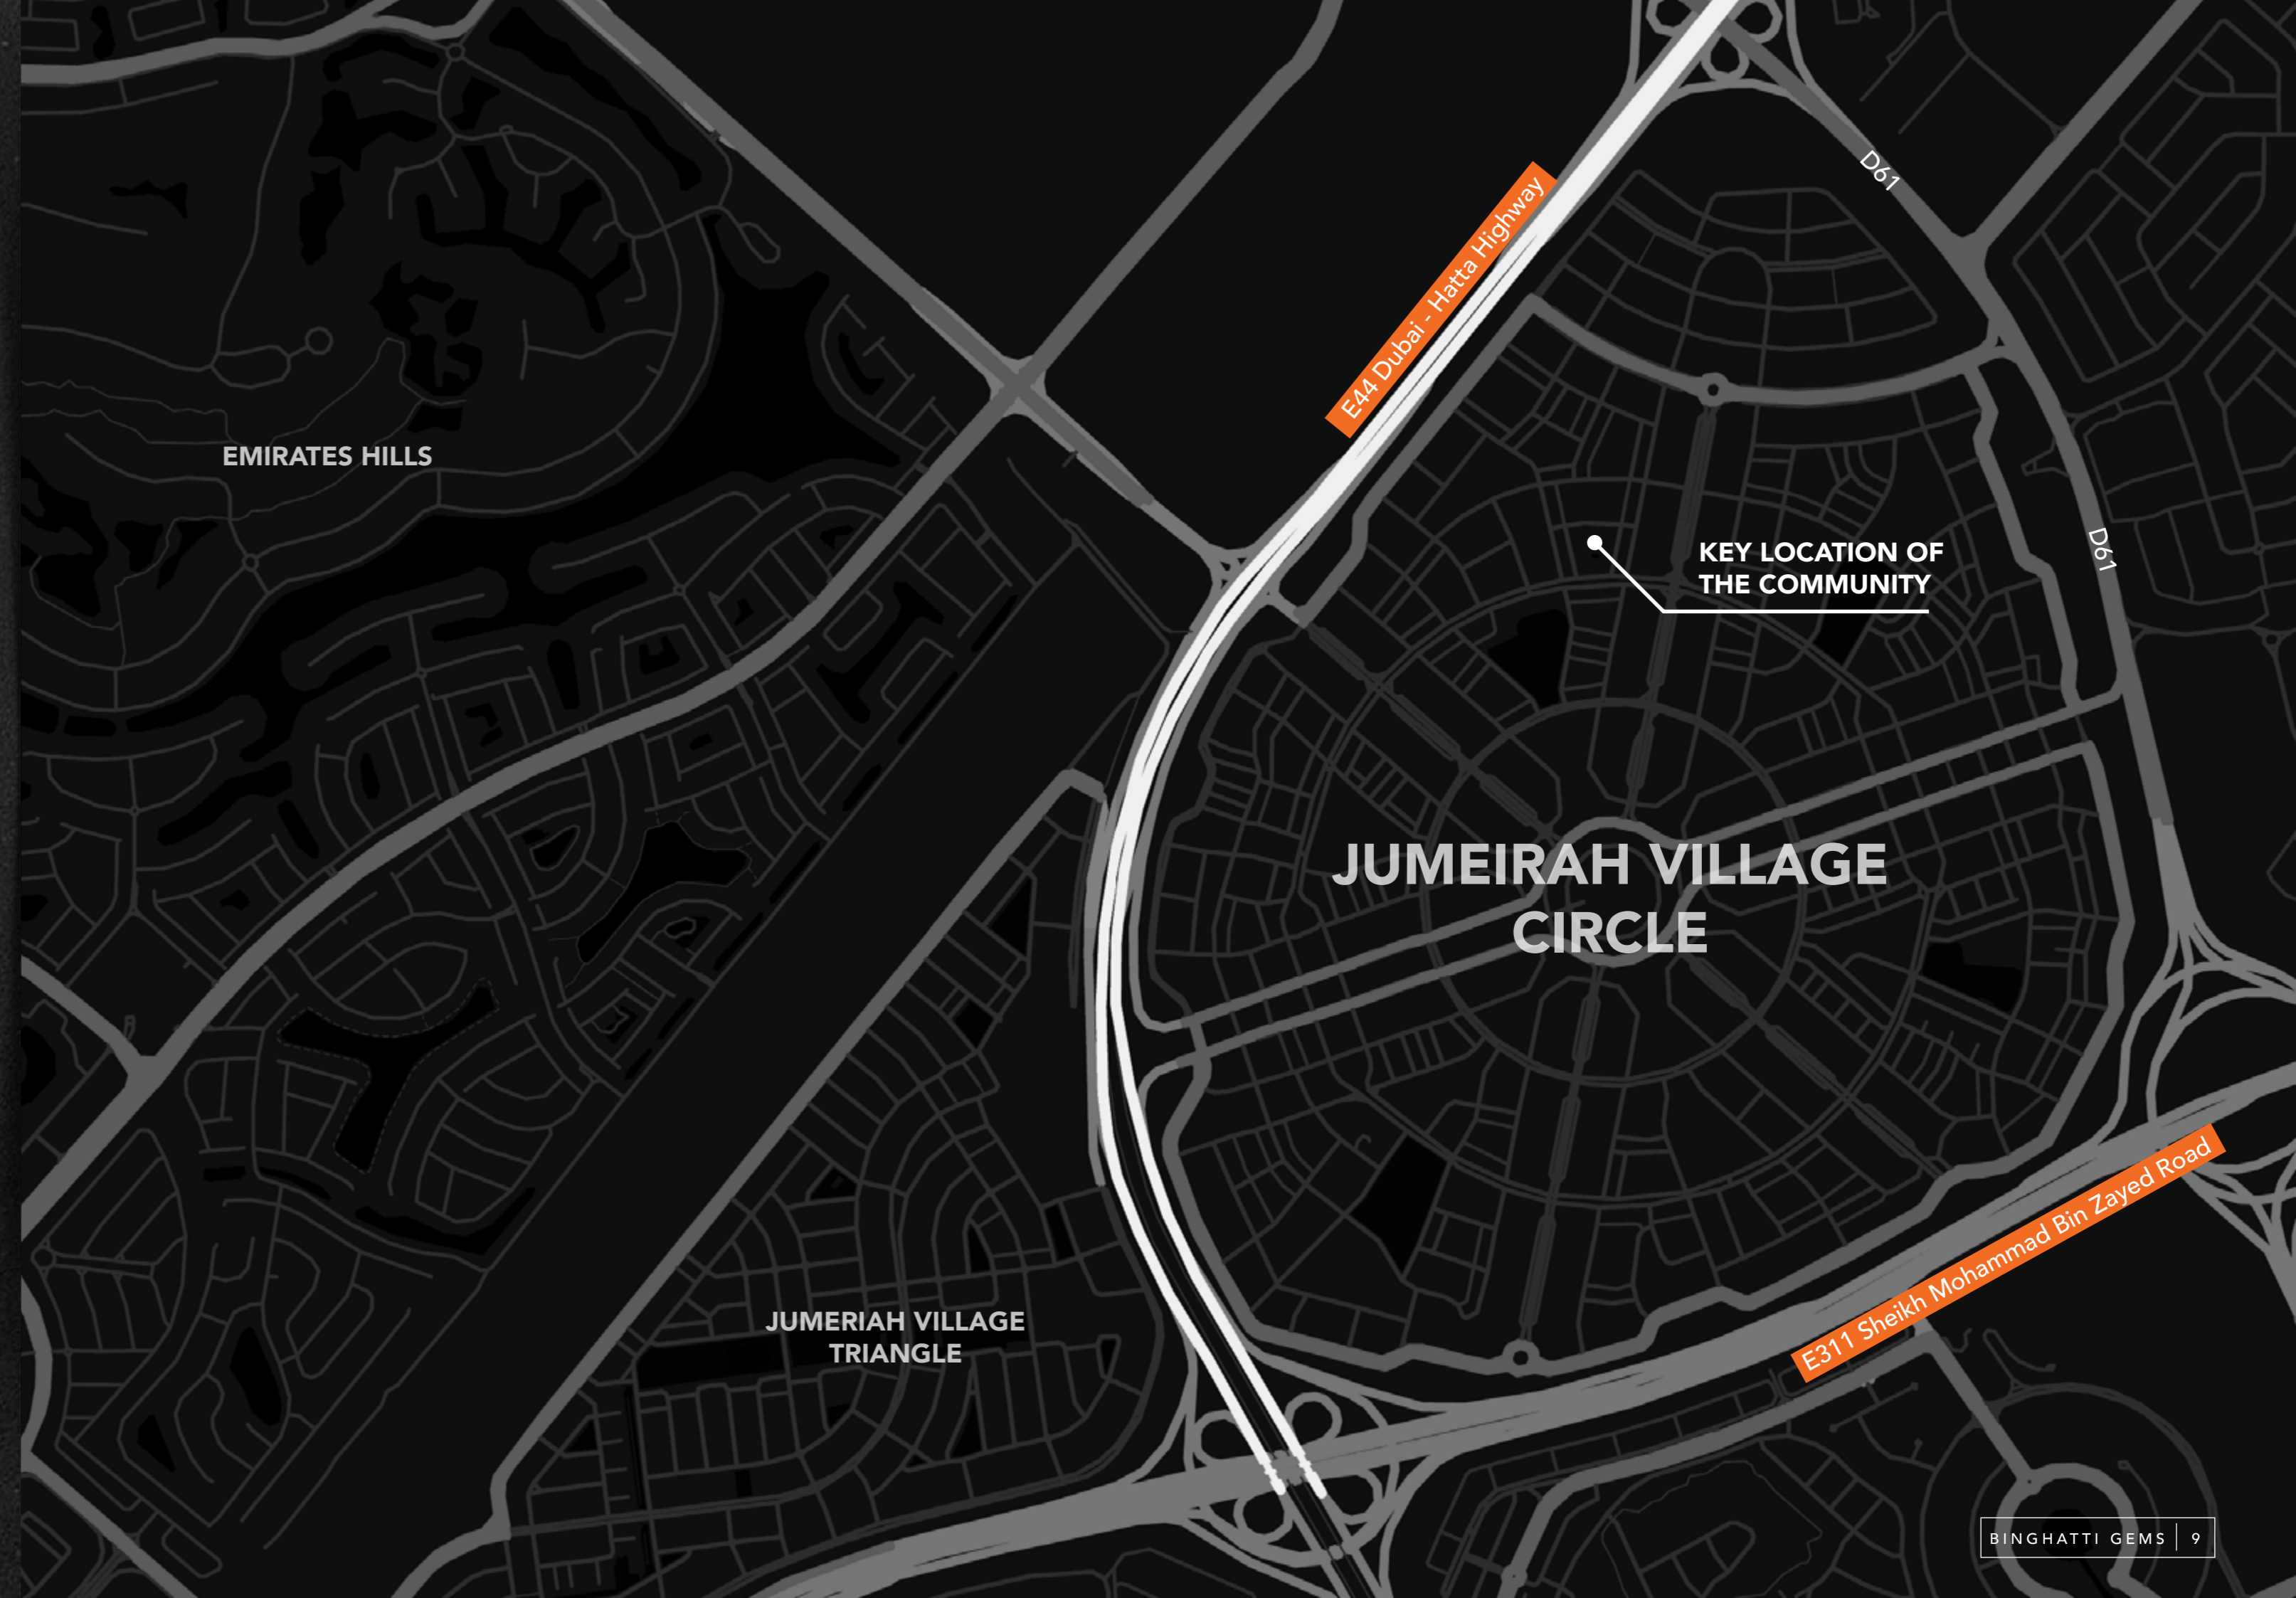 D61
E44 Dubai - Hatta Highway
EMIRATES HILLS
D61
KEY LOCATION OF
THE COMMUNITY
JUMEIRAH VILLAGE
CIRCLE
E311 Sheikh Mohammad Bin Zayed Road
JUMERIAH VILLAGE
TRIANGLE
BINGHATTI GEMS | 9